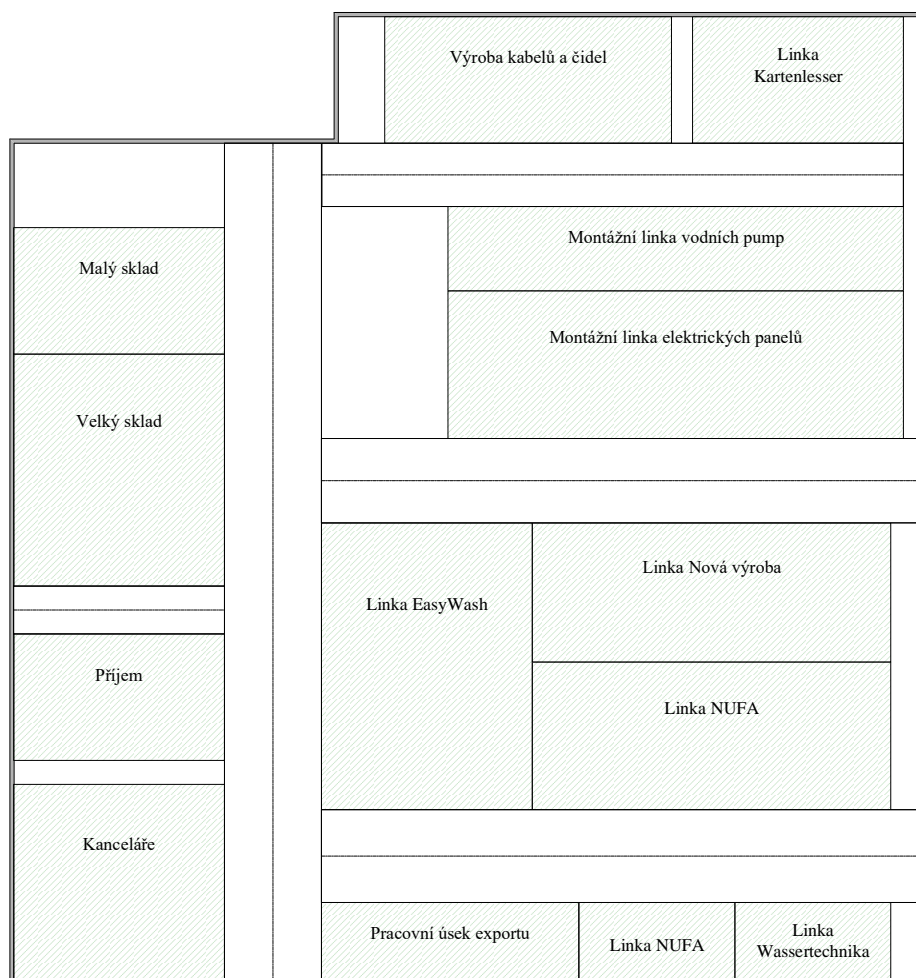 Výroba kabelů a čidel
Linka
Kartenlesser
Montážní linka vodních pump
Malý sklad
Montážní linka elektrických panelů
Velký sklad
Linka Nová výroba
Linka EasyWash
Příjem
Linka NUFA
Kanceláře
Pracovní úsek exportu
Linka NUFA
Linka
Wassertechnika